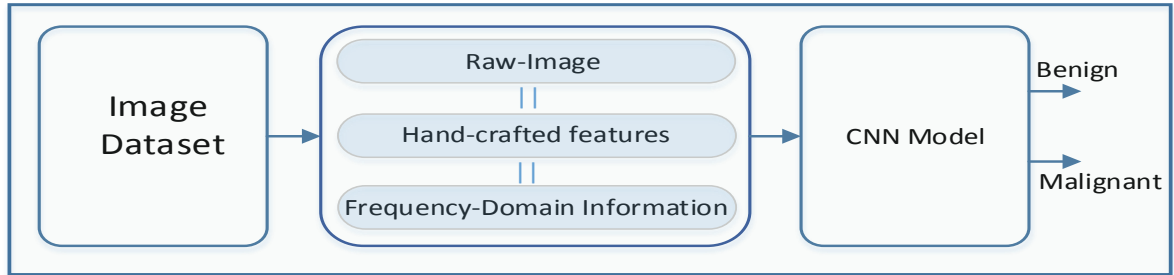 Image
Dataset
Raw-Image
||
Hand-crafted features
||
Frequency-Domain Information
CNN Model
Benign
Malignant